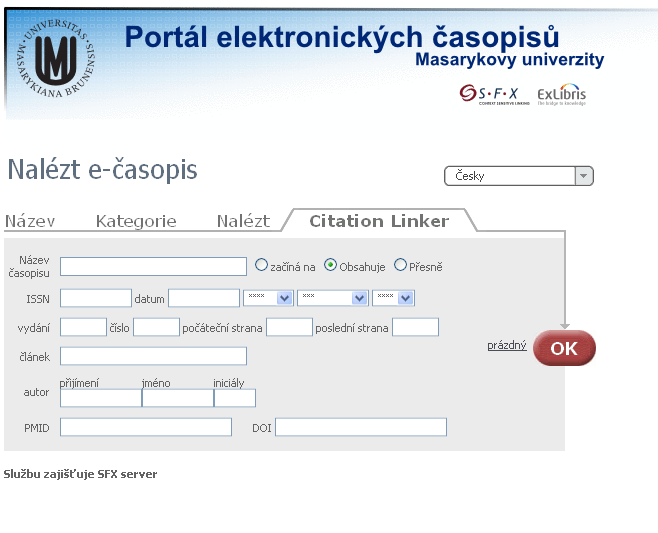 UNIVERSITAS
MASARYKIANA BRUNENSIS
Portál elektronických časopisů
Masarykovy univerzity
S·F·X
CONTEXT SENSITIVE LINKING
ExLibris
The bridge to knowledge
Nalézt e-časopis
Česky
Název Kategorie Nalézt Citation Linker
Název časopisu začíná na Obsahuje Přesně
ISSN datum **** *** ****
vydání číslo počáteční strana poslední strana
prázdný OK
článek
příjmení jméno iniciály
autor
PMID DOI
Službu zajišťuje SFX server